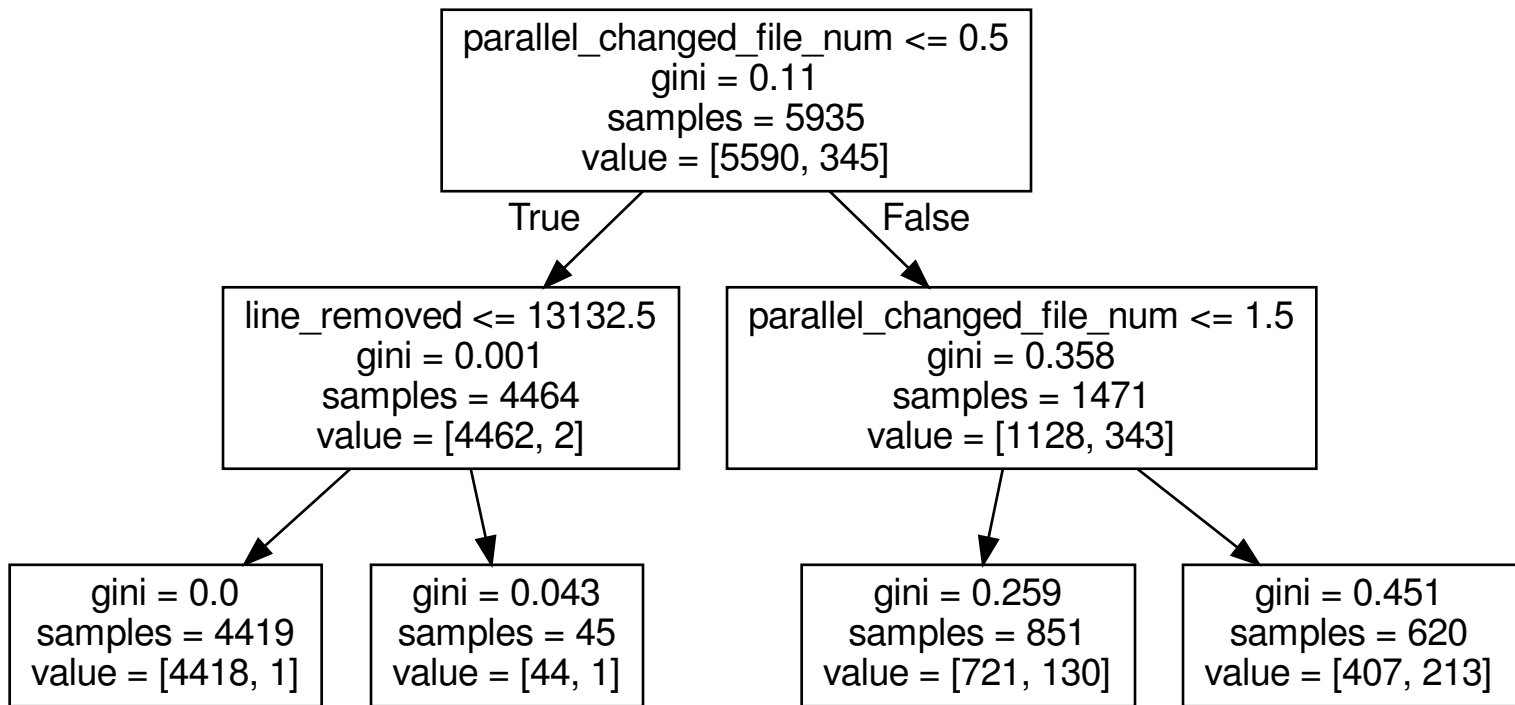 parallel_changed_file_num <= 0.5
gini = 0.11
samples = 5935
value = [5590, 345]
True
False
line_removed <= 13132.5
gini = 0.001
samples = 4464
value = [4462, 2]
parallel_changed_file_num <= 1.5
gini = 0.358
samples = 1471
value = [1128, 343]
gini = 0.0
samples = 4419
value = [4418, 1]
gini = 0.043
samples = 45
value = [44, 1]
gini = 0.259
samples = 851
value = [721, 130]
gini = 0.451
samples = 620
value = [407, 213]